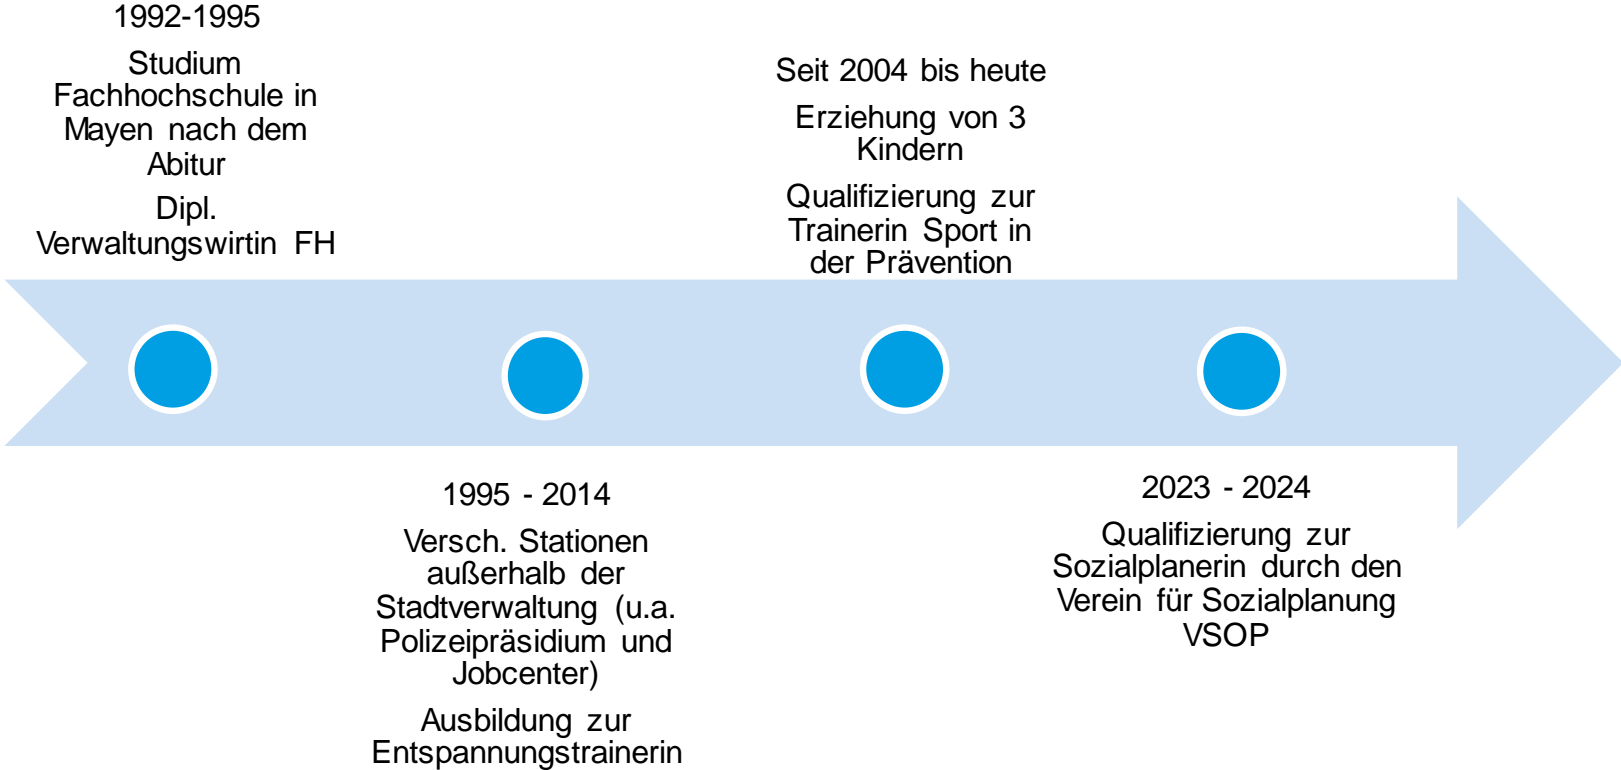 1992-1995
Studium
Fachhochschule in
Mayen nach dem
Abitur
Dipl.
Verwaltungswirtin FH
1995 - 2014
Versch. Stationen
außerhalb der
Stadtverwaltung (u.a.
Polizeipräsidium und
Jobcenter)
Ausbildung zur
Entspannungstrainerin
Seit 2004 bis heute
Erziehung von 3
Kindern
Qualifizierung zur
Trainerin Sport in
der Prävention
2023 - 2024
Qualifizierung zur
Sozialplanerin durch den
Verein für Sozialplanung
VSOP